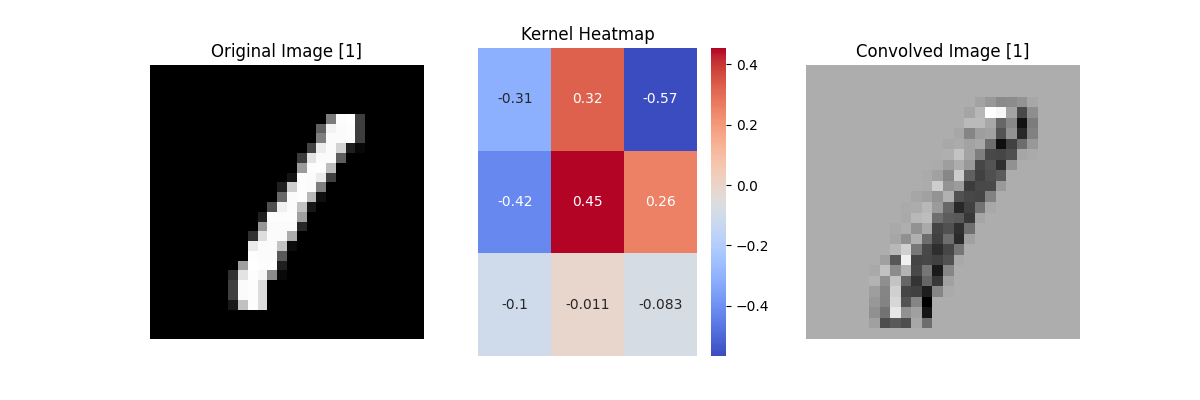 Original Image [1]
Kernel Heatmap
Convolved Image [1]
-0.31 0.32 -0.57
-0.42 0.45 0.26
-0.1 -0.011 -0.083
0.4
0.2
0.0
−0.2
−0.4